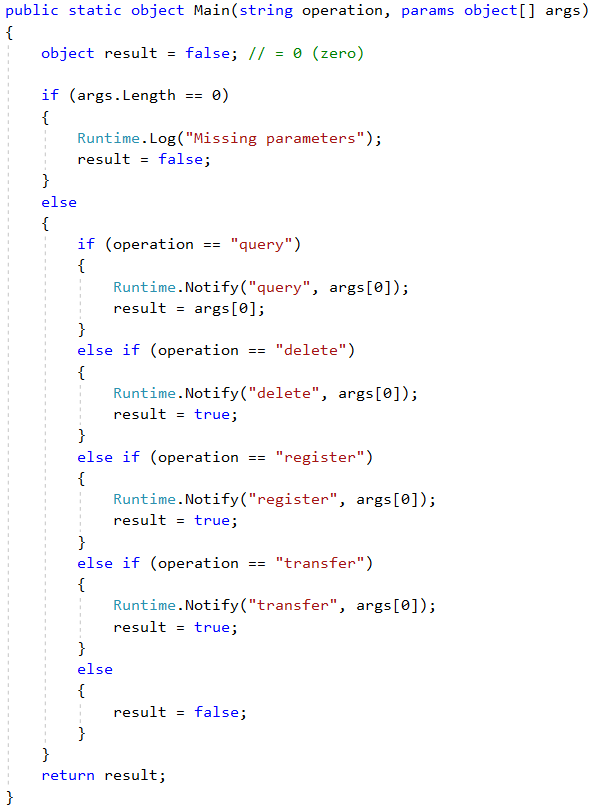 public static object Main(string operation, params object[] args)
{
    object result = false; // = 0 (zero)

    if (args.Length == 0)
    {
        Runtime.Log("Missing parameters");
        result = false;
    }
    else
    {
        if (operation == "query")
        {
            Runtime.Notify("query", args[0]);
            result = args[0];
        }
        else if (operation == "delete")
        {
            Runtime.Notify("delete", args[0]);
            result = true;
        }
        else if (operation == "register")
        {
            Runtime.Notify("register", args[0]);
            result = true;
        }
        else if (operation == "transfer")
        {
            Runtime.Notify("transfer", args[0]);
            result = true;
        }
        else
        {
            result = false;
        }
    }
    return result;
}